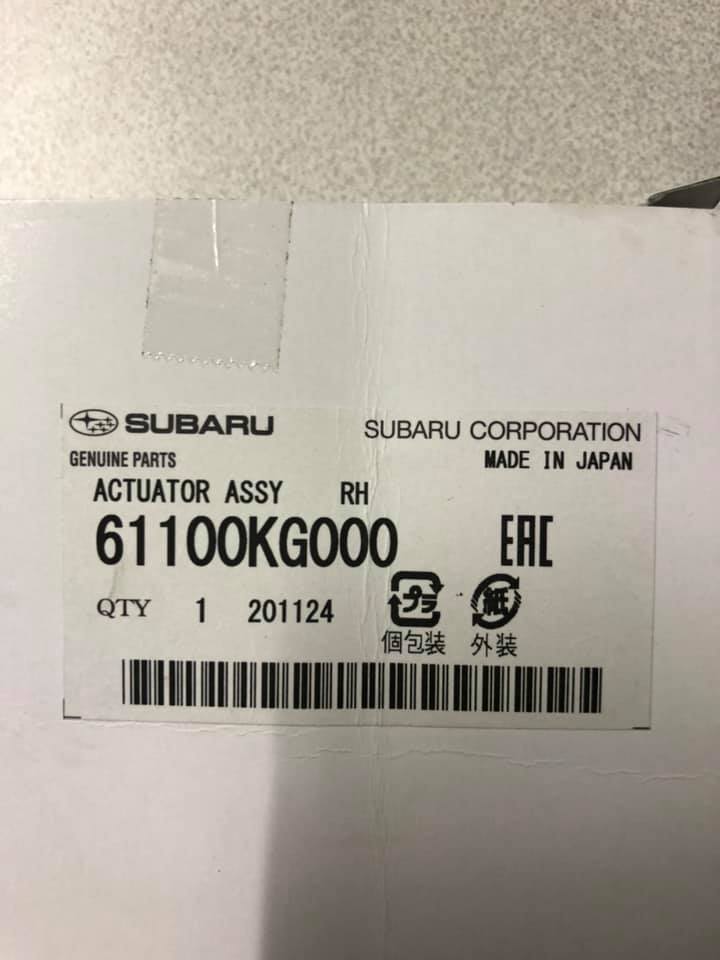 SUBARU
SUBARU CORPORATION
GENUINE PARTS
MADE IN JAPAN
ACTUATOR ASSY RH
61100KG000
EAC
QTY 1 201124
プラ
紙
個包装
外装